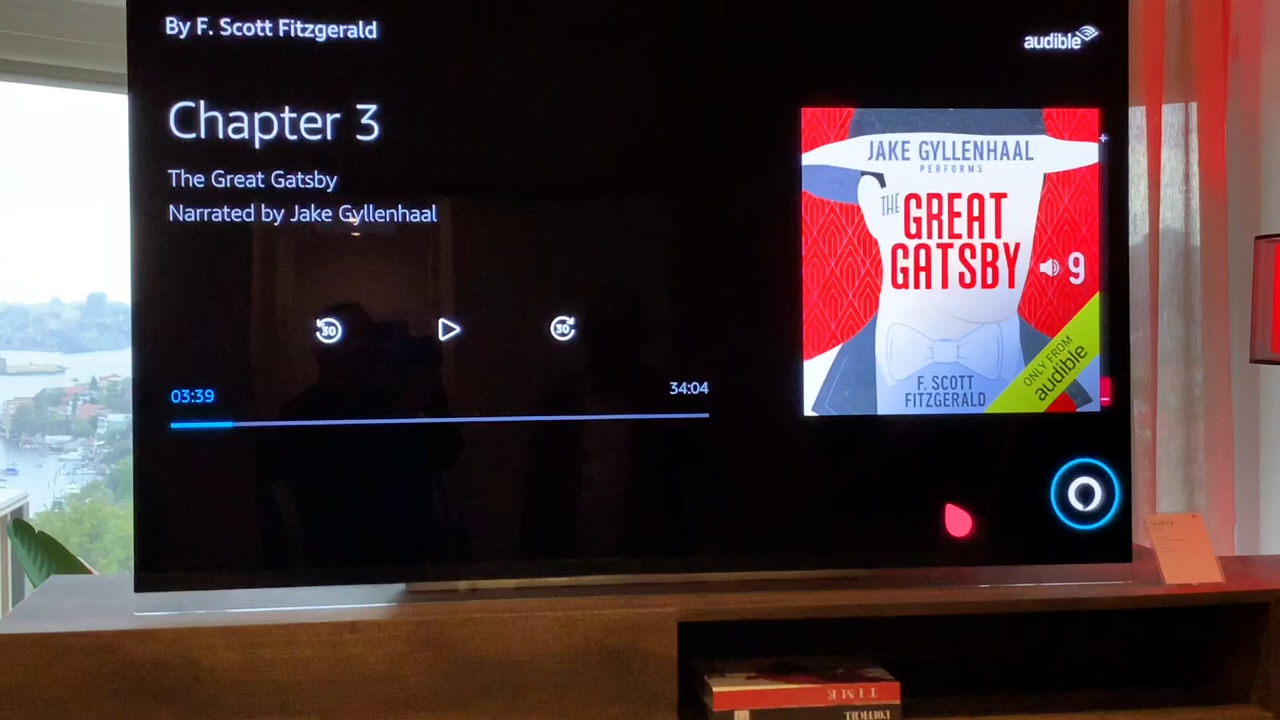 By F. Scott Fitzgerald
audible
Chapter 3
The Great Gatsby
Narrated by Jake Gyllenhaal
30
30
03:39
34:04
JAKE GYLLENHAAL
PERFORMS
THE
GREAT
GATSBY
9
F. SCOTT
FITZGERALD
ONLY FROM
audible
TIME
L'OFFICIEL